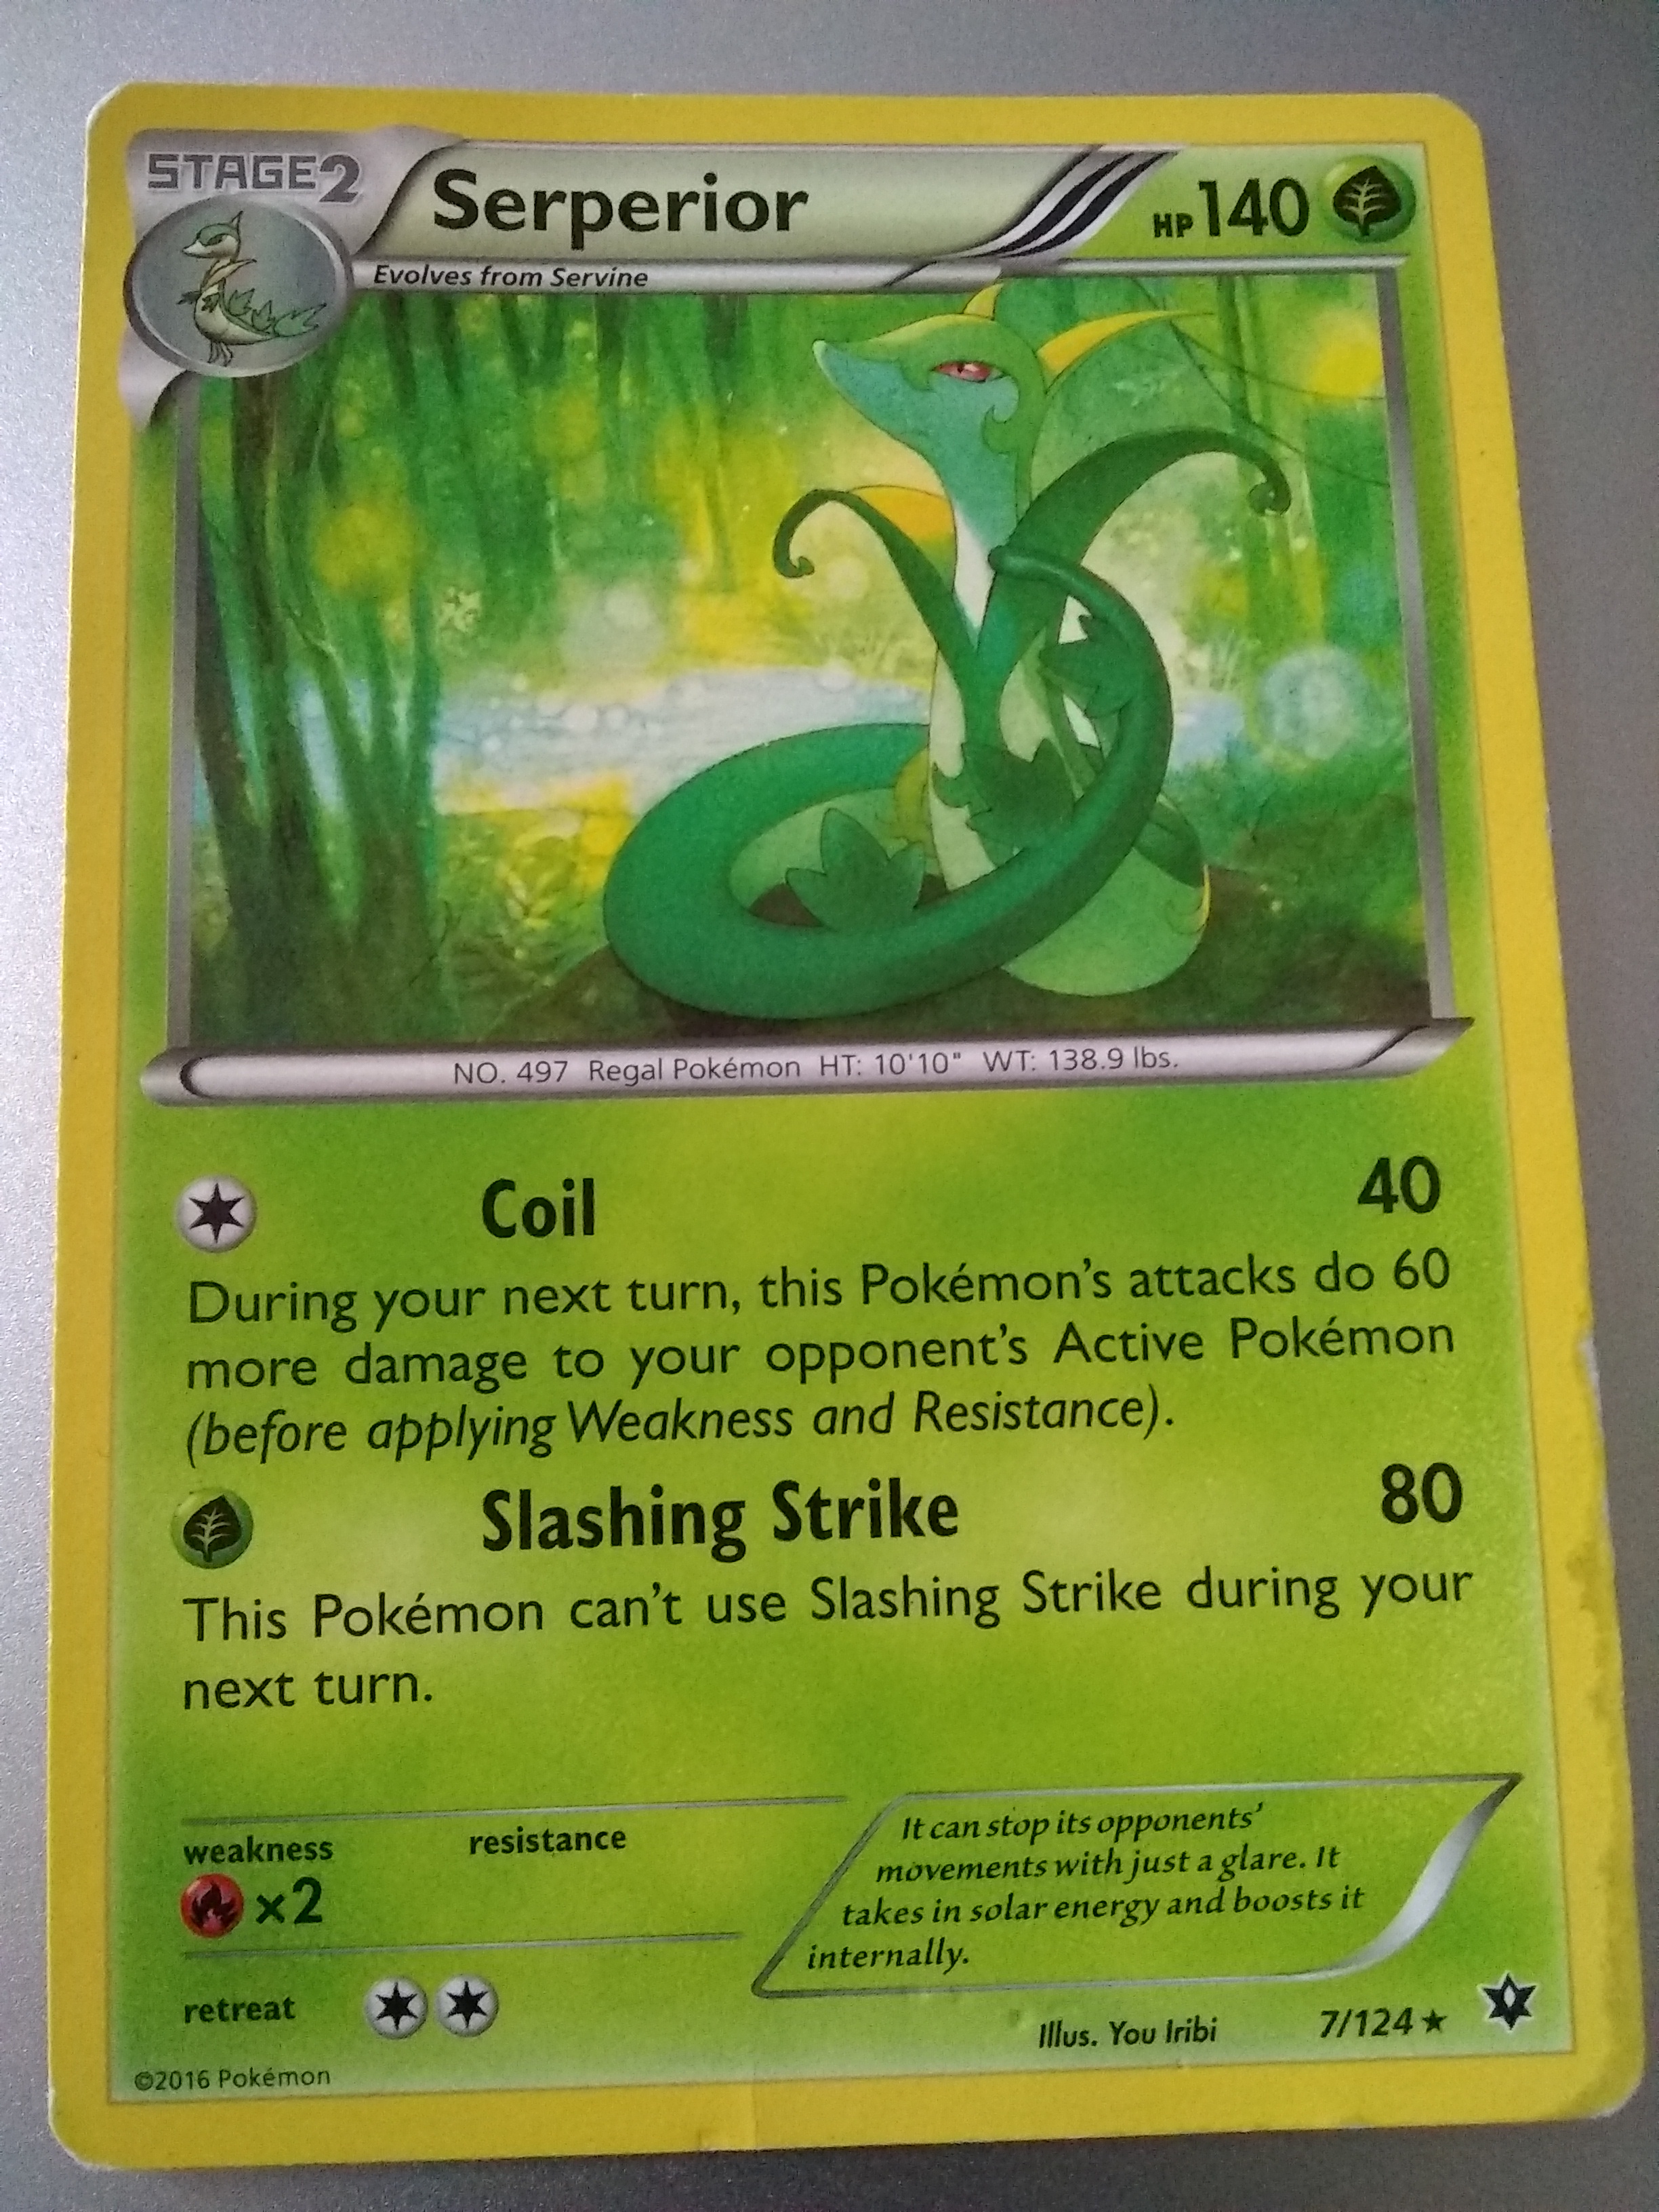 STAGE2
Serperior
HP140
Evolves from Servine
NO. 497 Regal Pokémon HT: 10'10" WT: 138.9 lbs.
Coil 40
During your next turn, this Pokémon's attacks do 60
more damage to your opponent's Active Pokémon
(before applying Weakness and Resistance).
Slashing Strike 80
This Pokémon can't use Slashing Strike during your
next turn.
weakness resistance
×2
retreat
It can stop its opponents'
movements with just a glare. It
takes in solar energy and boosts it
internally.
Illus. You Iribi 7/124★
©2016 Pokémon